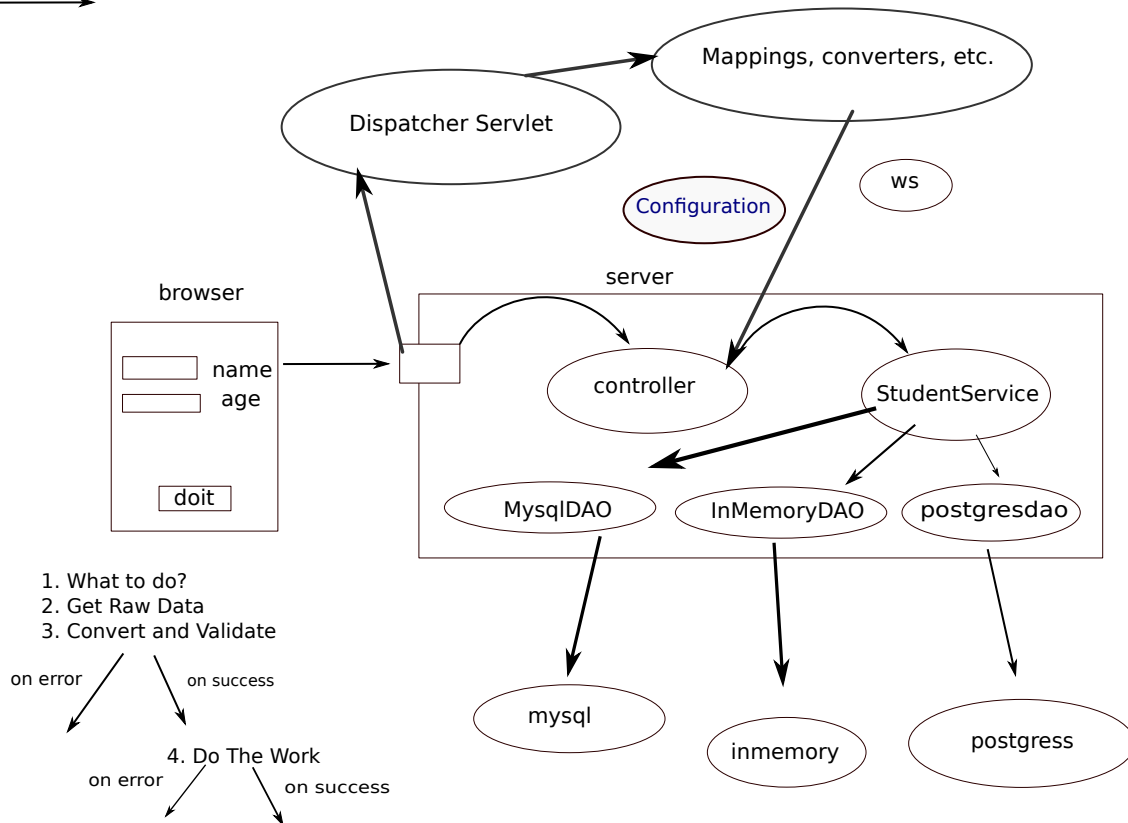 Mappings, converters, etc.
Dispatcher Servlet
ws
Configuration
server
browser
name
age
doit
controller
StudentService
MysqlDAO
InMemoryDAO
postgresdao
1. What to do?
2. Get Raw Data
3. Convert and Validate
on error
on success
4. Do The Work
on error
on success
mysql
inmemory
postgress